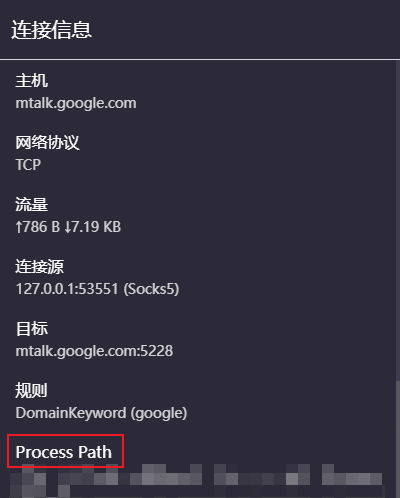 连接信息
主机
mtalk.google.com
网络协议
TCP
流量
↑786 B ↓7.19 KB
连接源
127.0.0.1:53551 (Socks5)
目标
mtalk.google.com:5228
规则
DomainKeyword (google)
Process Path